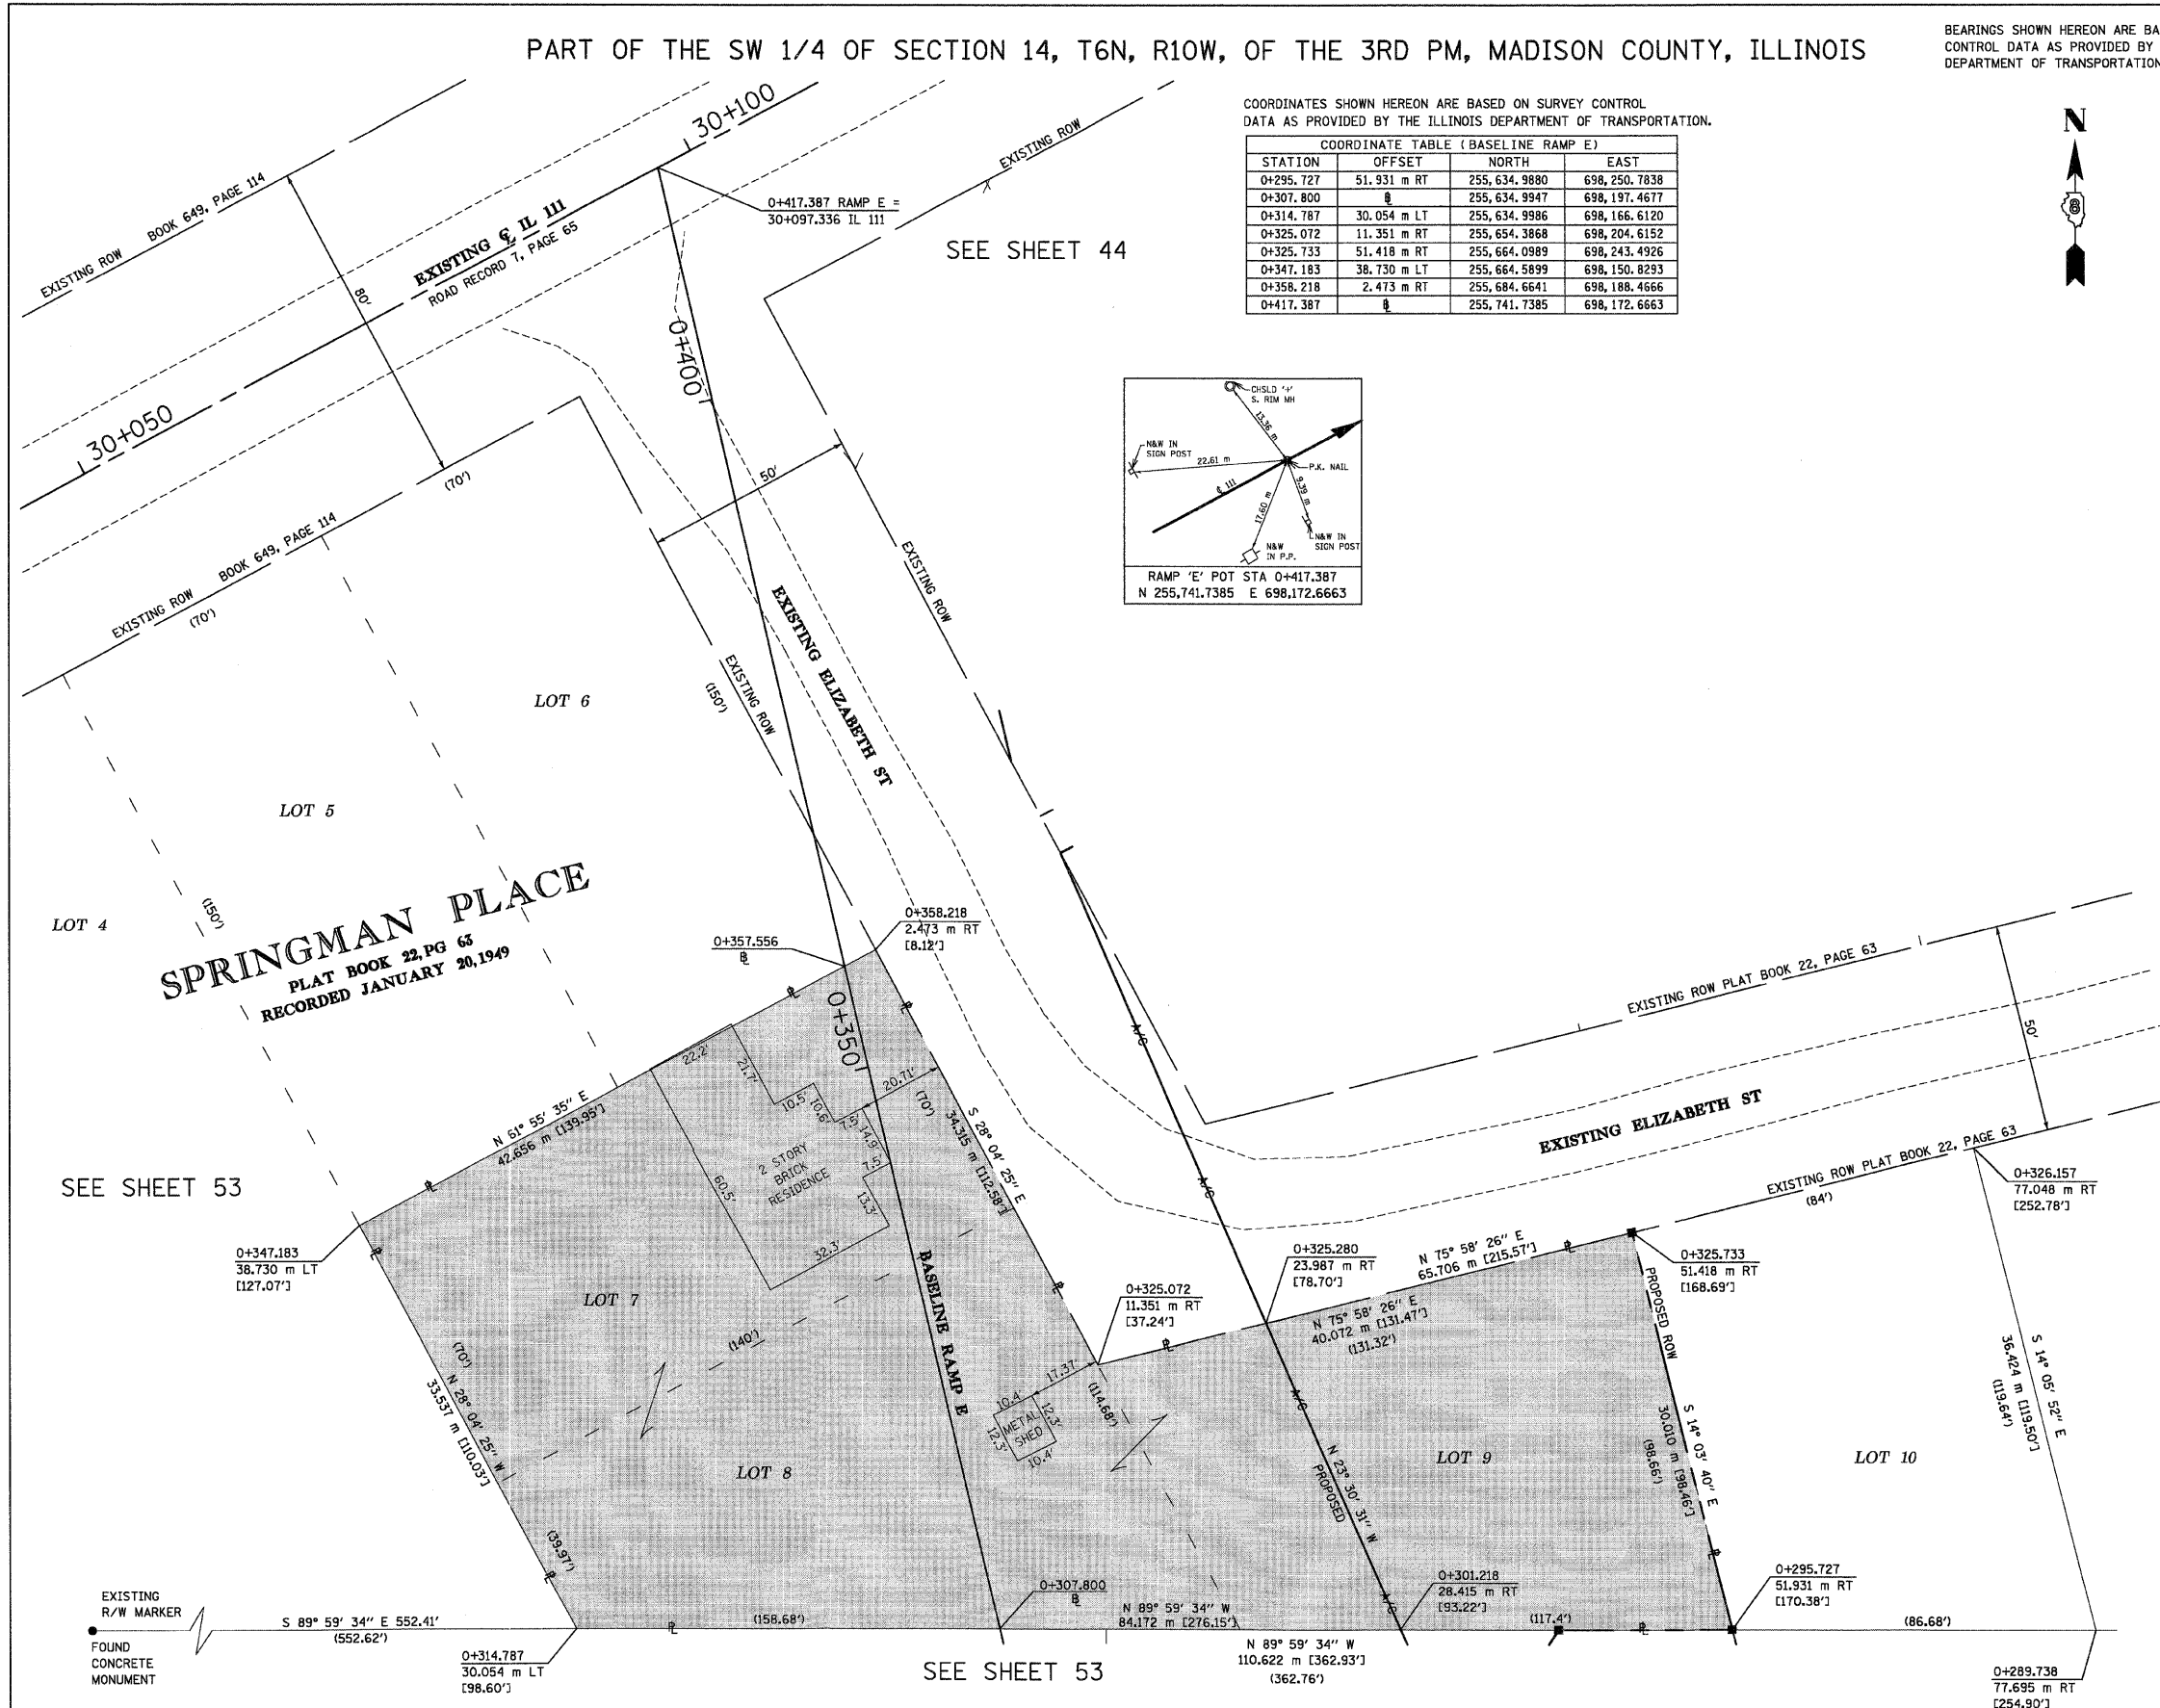 PART OF THE SW 1/4 OF SECTION 14, T6N, R10W, OF THE 3RD PM, MADISON COUNTY, ILLINOIS
BEARINGS SHOWN HEREON ARE BA
CONTROL DATA AS PROVIDED BY
DEPARTMENT OF TRANSPORTATION
COORDINATES SHOWN HEREON ARE BASED ON SURVEY CONTROL
DATA AS PROVIDED BY THE ILLINOIS DEPARTMENT OF TRANSPORTATION.
COORDINATE TABLE (BASELINE RAMP E)
STATION OFFSET NORTH EAST
0+295.727 51.931 m RT 255,634.9880 698,250.7838
0+307.800 ⅊ 255,634.9947 698,197.4677
0+314.787 30.054 m LT 255,634.9986 698,166.6120
0+325.072 11.351 m RT 255,654.3868 698,204.6152
0+325.733 51.418 m RT 255,664.0989 698,243.4926
0+347.183 38.730 m LT 255,664.5899 698,150.8293
0+358.218 2.473 m RT 255,684.6641 698,188.4666
0+417.387 ⅊ 255,741.7385 698,172.6663
N
8
30+100
EXISTING ROW BOOK 649, PAGE 114
EXISTING ℄ IL 111
ROAD RECORD 7, PAGE 65
80'
0+417.387 RAMP E =
30+097.336 IL 111
EXISTING ROW
SEE SHEET 44
30+050
0+400
(70')
50'
EXISTING ROW BOOK 649, PAGE 114
(70')
CHSLD '+'
S. RIM MH
13.36 m
N&W IN
SIGN POST
22.61 m
P.K. NAIL
℄ 111
9.39 m
17.60 m
N&W
IN P.P.
N&W IN
SIGN POST
RAMP 'E' POT STA 0+417.387
N 255,741.7385 E 698,172.6663
EXISTING ROW
EXISTING ELIZABETH ST
EXISTING ROW
(150')
LOT 6
LOT 5
LOT 4
(150')
SPRINGMAN PLACE
PLAT BOOK 22, PG 63
RECORDED JANUARY 20, 1949
0+357.556
⅊
0+358.218
2.473 m RT
[8.12']
0+350
EXISTING ROW PLAT BOOK 22, PAGE 63
50'
A/C
EXISTING ELIZABETH ST
EXISTING ROW PLAT BOOK 22, PAGE 63
(84')
0+326.157
77.048 m RT
[252.78']
22.2'
21.7'
10.5'
10.6'
7.5'
14.9'
20.71'
(70')
7.5'
13.3'
32.3'
60.5'
2 STORY
BRICK
RESIDENCE
N 61° 55' 35" E
42.656 m [139.95']
S 28° 04' 25" E
34.315 m [112.58']
SEE SHEET 53
0+347.183
38.730 m LT
[127.07']
A/C
0+325.280
23.987 m RT
[78.70']
N 75° 58' 26" E
65.706 m [215.57']
0+325.733
51.418 m RT
[168.69']
0+325.072
11.351 m RT
[37.24']
N 75° 58' 26" E
40.072 m [131.47']
(131.32')
LOT 7
(140')
BASELINE RAMP E
PROPOSED ROW
S 14° 03' 40" E
30.010 m [98.46']
(98.66')
S 14° 05' 52" E
36.424 m [119.50']
(119.64')
(70')
N 28° 04' 25" W
33.537 m [110.03']
(39.97')
17.37'
10.4'
12.3'
METAL
SHED
12.3'
10.4'
(114.68')
A/C
N 23° 30' 31" W
PROPOSED
A/C
LOT 8
LOT 9
LOT 10
EXISTING
R/W MARKER
FOUND
CONCRETE
MONUMENT
S 89° 59' 34" E 552.41'
(552.62')
0+314.787
30.054 m LT
[98.60']
(158.68')
0+307.800
⅊
N 89° 59' 34" W
84.172 m [276.15']
N 89° 59' 34" W
110.622 m [362.93']
(362.76')
0+301.218
28.415 m RT
[93.22']
(117.4')
0+295.727
51.931 m RT
[170.38']
(86.68')
0+289.738
77.695 m RT
[254.90']
SEE SHEET 53